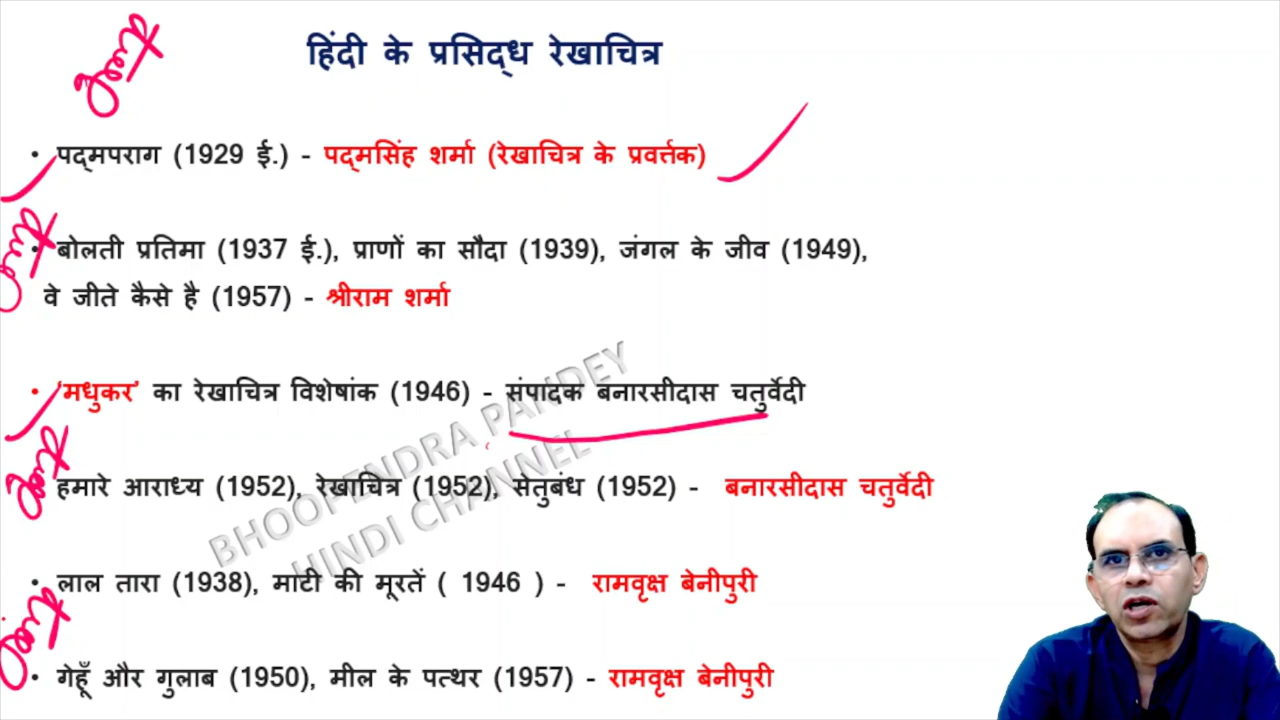 हिंदी के प्रसिद्ध रेखाचित्र
• पद्मपराग (1929 ई.) - पद्मसिंह शर्मा (रेखाचित्र के प्रवर्त्तक)
• बोलती प्रतिमा (1937 ई.), प्राणों का सौदा (1939), जंगल के जीव (1949),
वे जीते कैसे है (1957) - श्रीराम शर्मा
• 'मधुकर' का रेखाचित्र विशेषांक (1946) - संपादक बनारसीदास चतुर्वेदी
हमारे आराध्य (1952), रेखाचित्र (1952), सेतुबंध (1952) - बनारसीदास चतुर्वेदी
• लाल तारा (1938), माटी की मूरतें ( 1946 ) - रामवृक्ष बेनीपुरी
• गेहूँ और गुलाब (1950), मील के पत्थर (1957) - रामवृक्ष बेनीपुरी
BHOOPENDRA PANDEY
HINDI CHANNEL